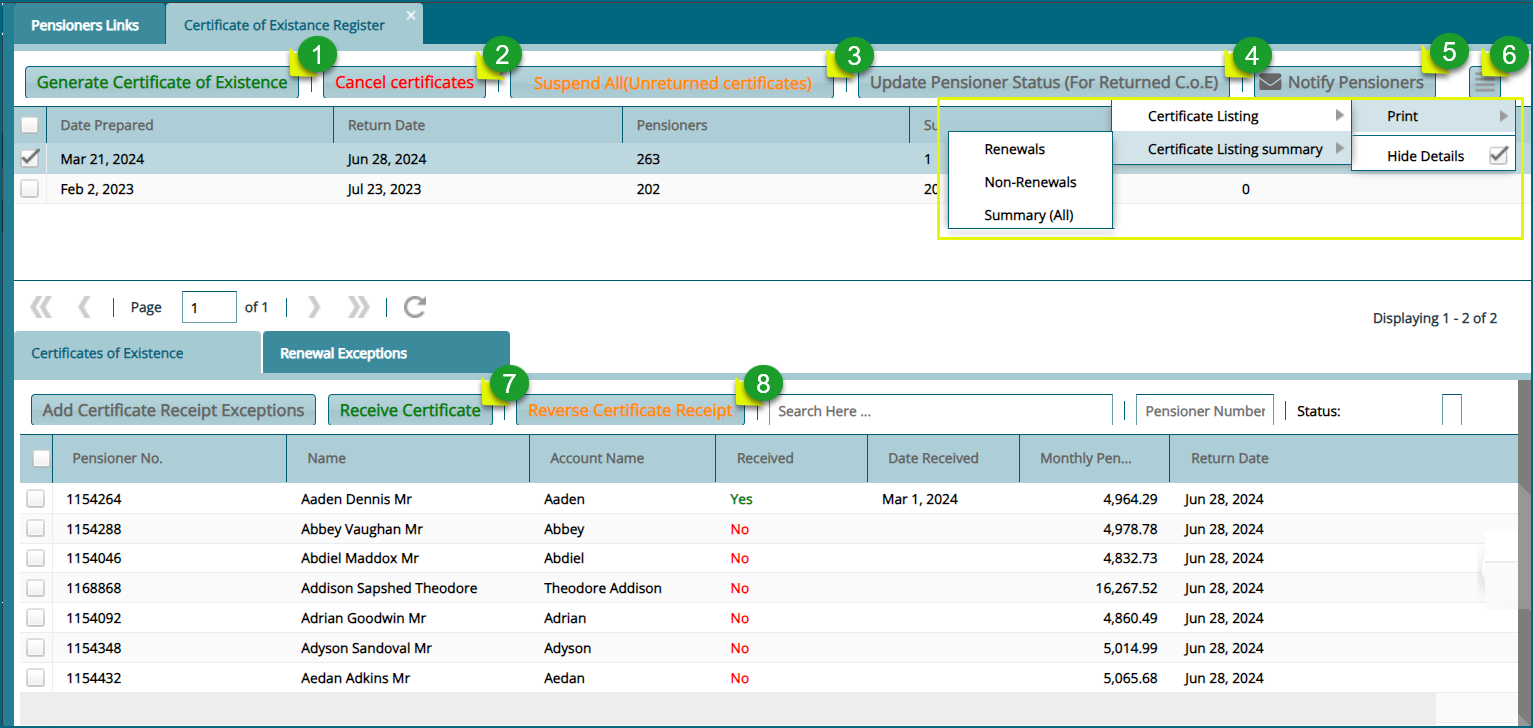 Pensioners Links
Certificate of Existance Register
1 2 3 4 5 6
Generate Certificate of Existence Cancel certificates Suspend All(Unreturned certificates) Update Pensioner Status (For Returned C.o.E) Notify Pensioners
Date Prepared Return Date Pensioners Su
Certificate Listing Print
Mar 21, 2024 Jun 28, 2024 263 1
Renewals Certificate Listing summary Hide Details
Feb 2, 2023 Jul 23, 2023 202 20 0
Non-Renewals
Summary (All)
Page 1 of 1
Displaying 1 - 2 of 2
Certificates of Existence Renewal Exceptions
7 8
Add Certificate Receipt Exceptions Receive Certificate Reverse Certificate Receipt Search Here ... Pensioner Number Status:
Pensioner No. Name Account Name Received Date Received Monthly Pen... Return Date
1154264 Aaden Dennis Mr Aaden Yes Mar 1, 2024 4,964.29 Jun 28, 2024
1154288 Abbey Vaughan Mr Abbey No 4,978.78 Jun 28, 2024
1154046 Abdiel Maddox Mr Abdiel No 4,832.73 Jun 28, 2024
1168868 Addison Sapshed Theodore Theodore Addison No 16,267.52 Jun 28, 2024
1154092 Adrian Goodwin Mr Adrian No 4,860.49 Jun 28, 2024
1154348 Adyson Sandoval Mr Adyson No 5,014.99 Jun 28, 2024
1154432 Aedan Adkins Mr Aedan No 5,065.68 Jun 28, 2024